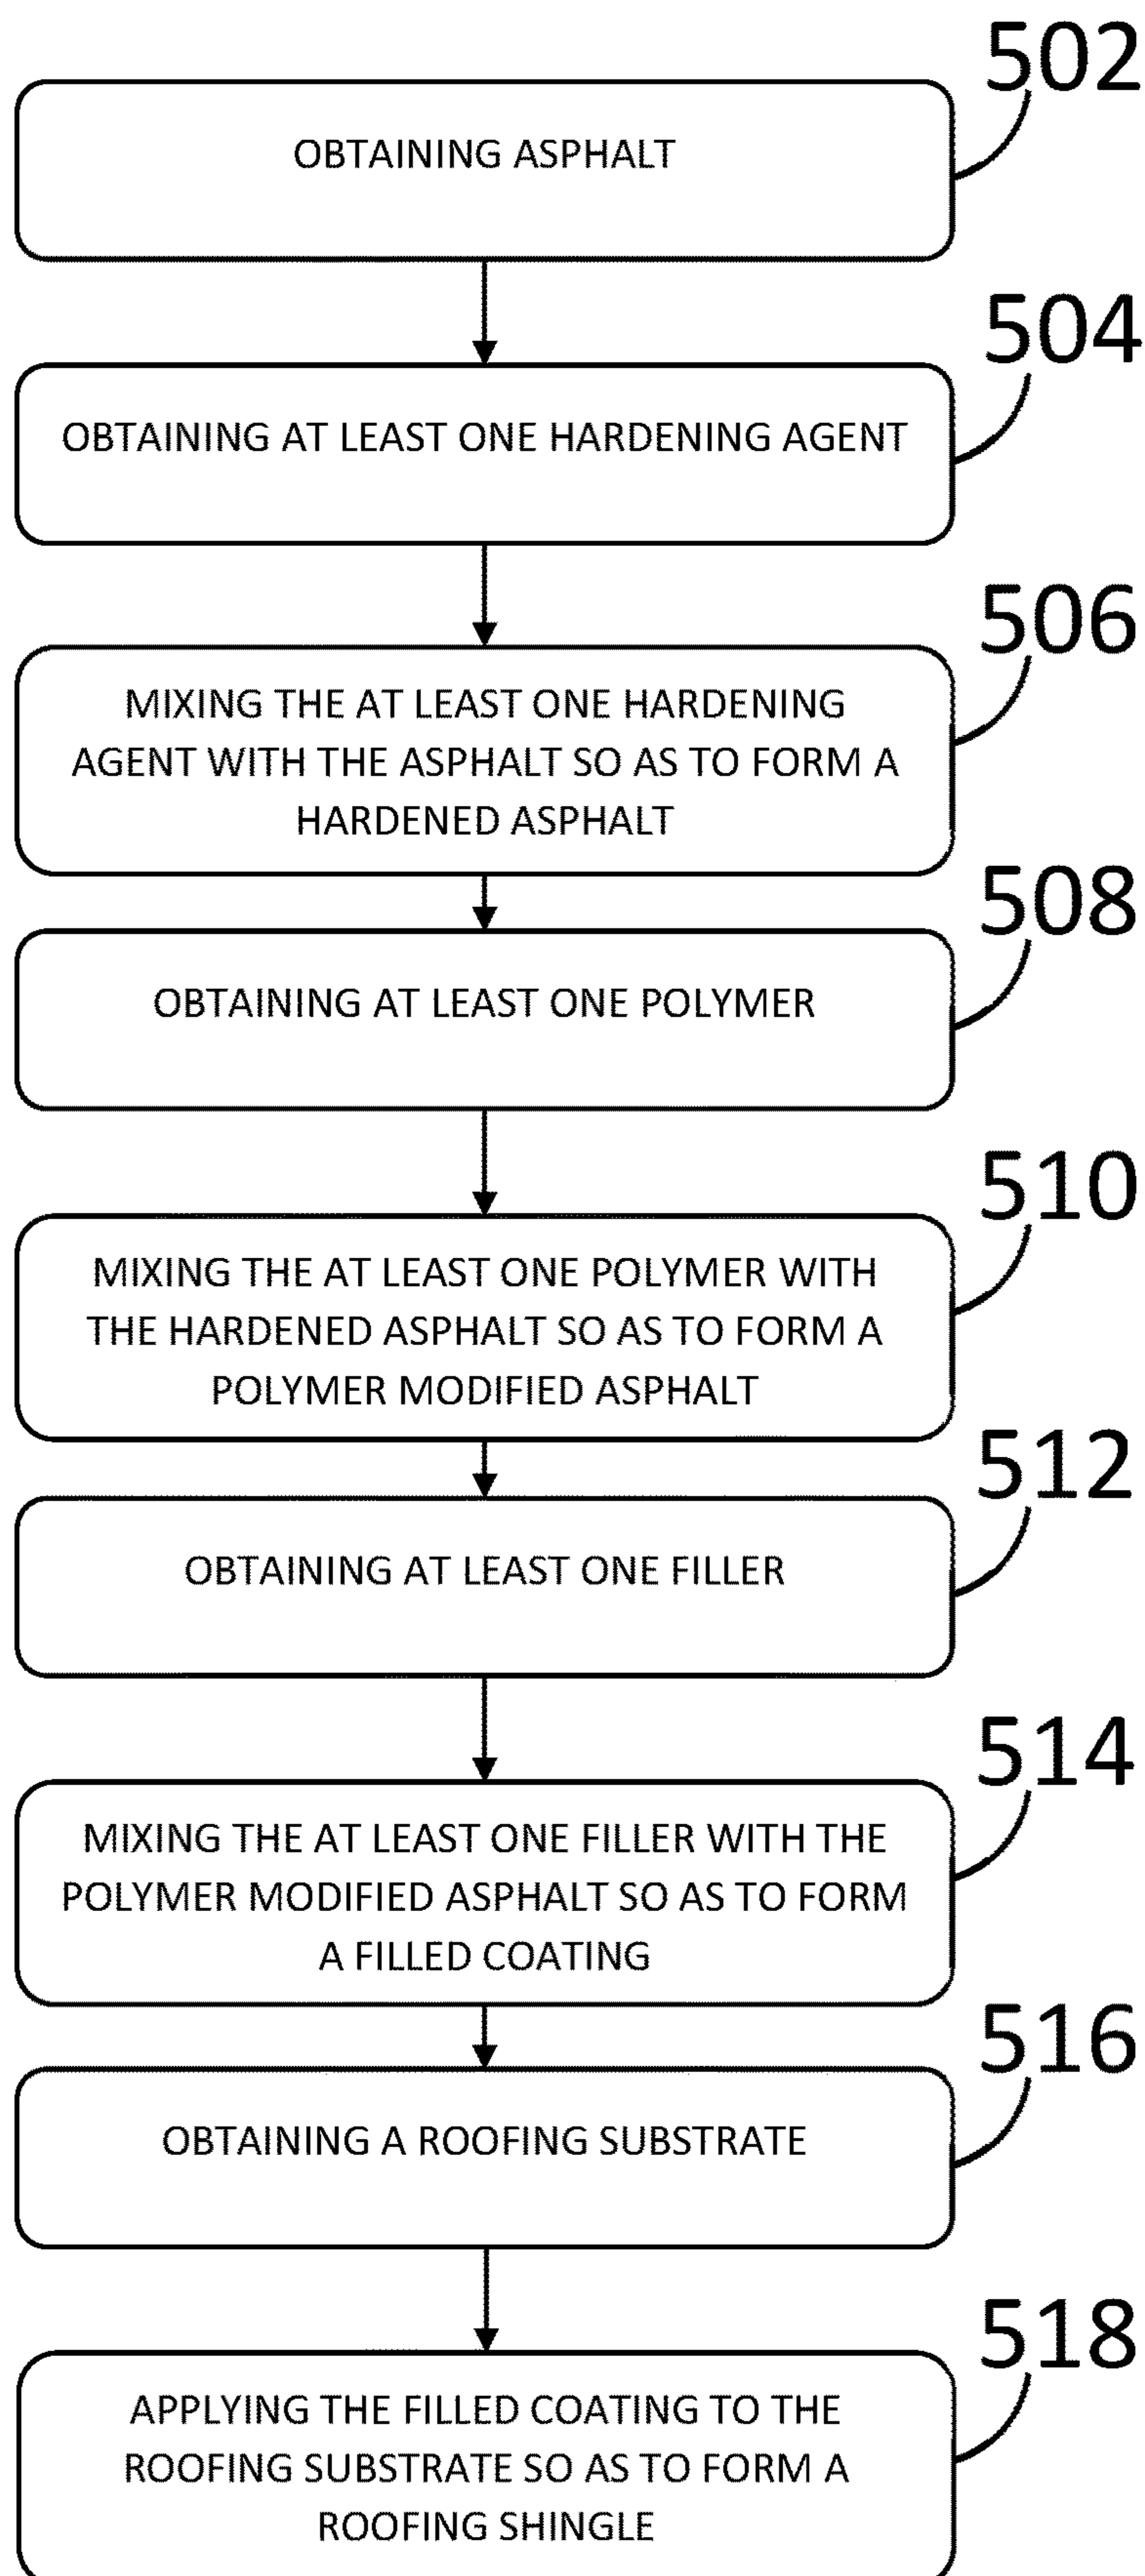 502
OBTAINING ASPHALT
504
OBTAINING AT LEAST ONE HARDENING AGENT
506
MIXING THE AT LEAST ONE HARDENING
AGENT WITH THE ASPHALT SO AS TO FORM A
HARDENED ASPHALT
508
OBTAINING AT LEAST ONE POLYMER
510
MIXING THE AT LEAST ONE POLYMER WITH
THE HARDENED ASPHALT SO AS TO FORM A
POLYMER MODIFIED ASPHALT
512
OBTAINING AT LEAST ONE FILLER
514
MIXING THE AT LEAST ONE FILLER WITH THE
POLYMER MODIFIED ASPHALT SO AS TO FORM
A FILLED COATING
516
OBTAINING A ROOFING SUBSTRATE
518
APPLYING THE FILLED COATING TO THE
ROOFING SUBSTRATE SO AS TO FORM A
ROOFING SHINGLE